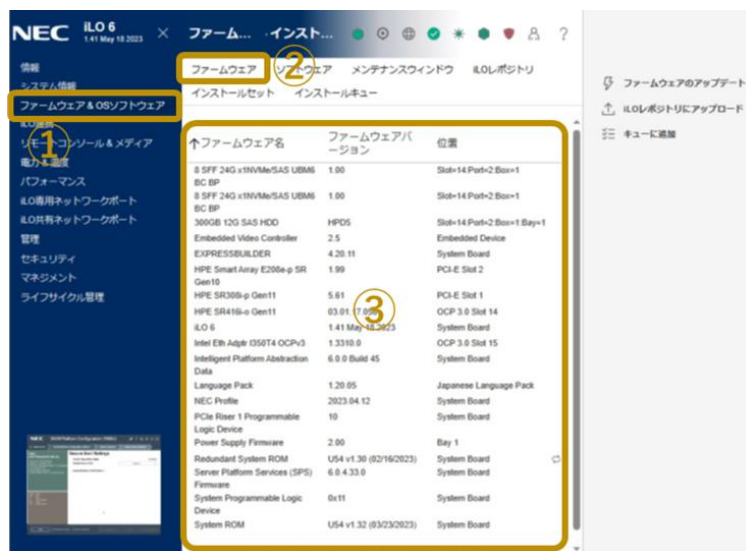 NEC iLO 6
1.41 May 18 2023
×
ファーム... ·インスト...
?
情報
システム情報
ファームウェア & OSソフトウェア
リモートコンソール & メディア
電力 & 温度
パフォーマンス
iLO専用ネットワークポート
iLO共有ネットワークポート
管理
セキュリティ
マネジメント
ライフサイクル管理
①
ファームウェア ソフトウェア メンテナンスウィンドウ iLOレポジトリ
②
インストールセット インストールキュー
↑ファームウェア名 ファームウェアバージョン 位置
8 SFF 24G x1NVMe/SAS UBM6 BC BP 1.00 Slot=14:Port=2:Box=1
8 SFF 24G x1NVMe/SAS UBM6 BC BP 1.00 Slot=14:Port=2:Box=1
300GB 12G SAS HDD HPD5 Slot=14:Port=2:Box=1:Bay=1
Embedded Video Controller 2.5 Embedded Device
EXPRESSBUILDER 4.20.11 System Board
HPE Smart Array E208e-p SR Gen10 1.99 PCI-E Slot 2
HPE SR308i-p Gen11 5.61 PCI-E Slot 1
HPE SR416i-o Gen11 03.01. OCP 3.0 Slot 14
③
iLO 6 1.41 May 18 2023 System Board
Intel Eth Adptr I350T4 OCPv3 1.3310.0 OCP 3.0 Slot 15
Intelligent Platform Abstraction Data 6.0.0 Build 45 System Board
Language Pack 1.20.05 Japanese Language Pack
NEC Profile 2023.04.12 System Board
PCIe Riser 1 Programmable Logic Device 10 System Board
Power Supply Firmware 2.00 Bay 1
Redundant System ROM U54 v1.30 (02/16/2023) System Board
Server Platform Services (SPS) Firmware 6.0.4.33.0 System Board
System Programmable Logic Device 0x11 System Board
System ROM U54 v1.32 (03/23/2023) System Board
ファームウェアのアップデート
iLOレポジトリにアップロード
キューに追加